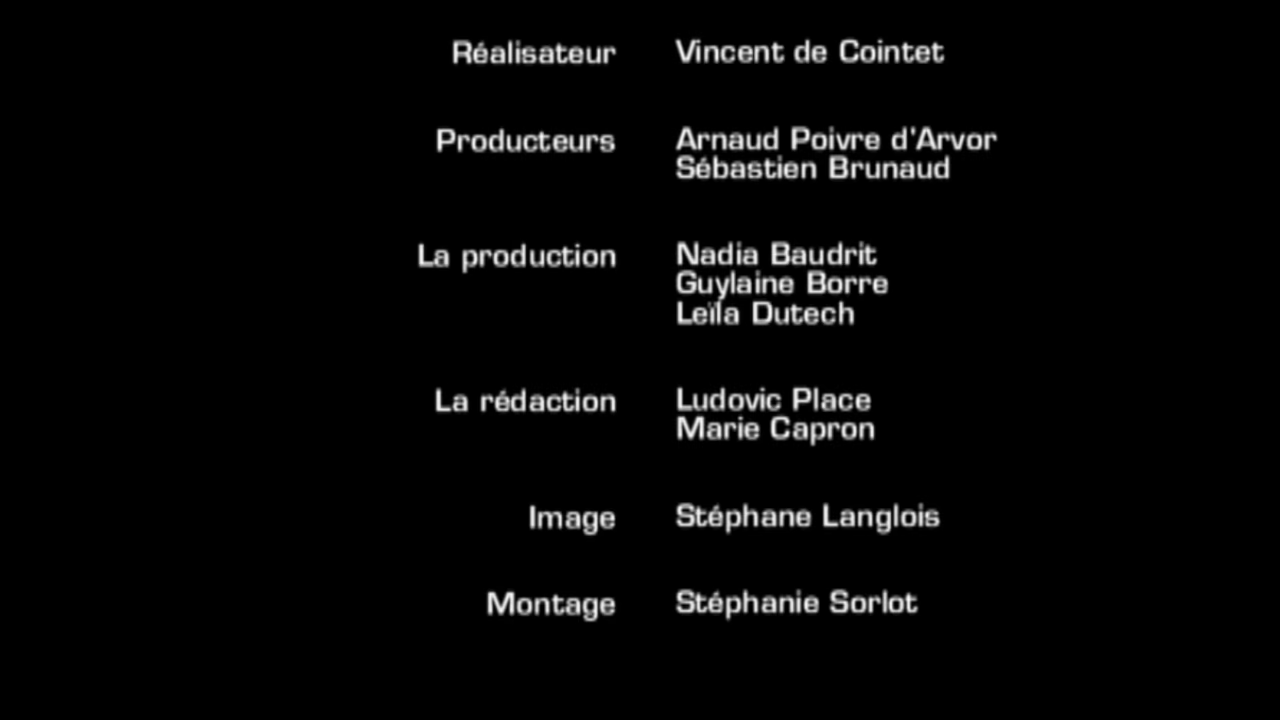 Réalisateur Vincent de Cointet
Producteurs Arnaud Poivre d'Arvor
Sébastien Brunaud
La production Nadia Baudrit
Guylaine Borre
Leïla Dutech
La rédaction Ludovic Place
Marie Capron
Image Stéphane Langlois
Montage Stéphanie Sorlot